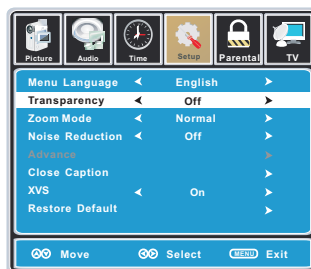 Picture Audio Time Setup Parental TV
Menu Language English
Transparency Off
Zoom Mode Normal
Noise Reduction Off
Advance
Close Caption
XVS On
Restore Default
Move Select MENU Exit